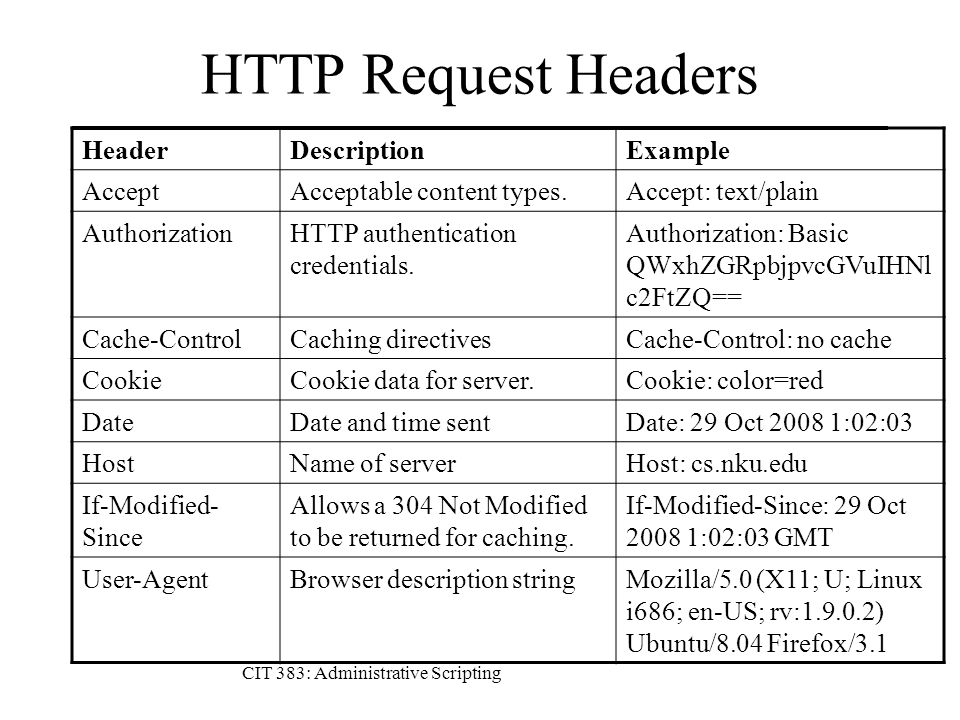 HTTP Request Headers
Header Description Example
Accept Acceptable content types. Accept: text/plain
Authorization HTTP authentication credentials. Authorization: Basic QWxhZGRpbjpvcGVuIHNl c2FtZQ==
Cache-Control Caching directives Cache-Control: no cache
Cookie Cookie data for server. Cookie: color=red
Date Date and time sent Date: 29 Oct 2008 1:02:03
Host Name of server Host: cs.nku.edu
If-Modified-Since Allows a 304 Not Modified to be returned for caching. If-Modified-Since: 29 Oct 2008 1:02:03 GMT
User-Agent Browser description string Mozilla/5.0 (X11; U; Linux i686; en-US; rv:1.9.0.2) Ubuntu/8.04 Firefox/3.1
CIT 383: Administrative Scripting